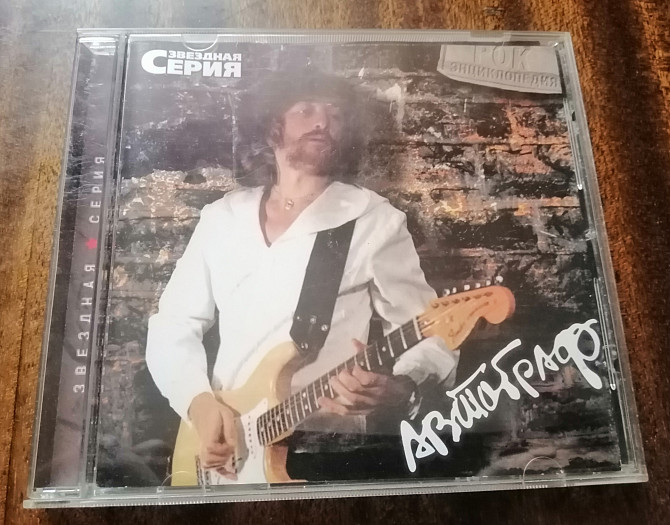 ЗВЕЗДНАЯ
СЕРИЯ
РОК
ЭНЦИКЛОПЕДИЯ
ЗВЕЗДНАЯ ★ СЕРИЯ
Автограф